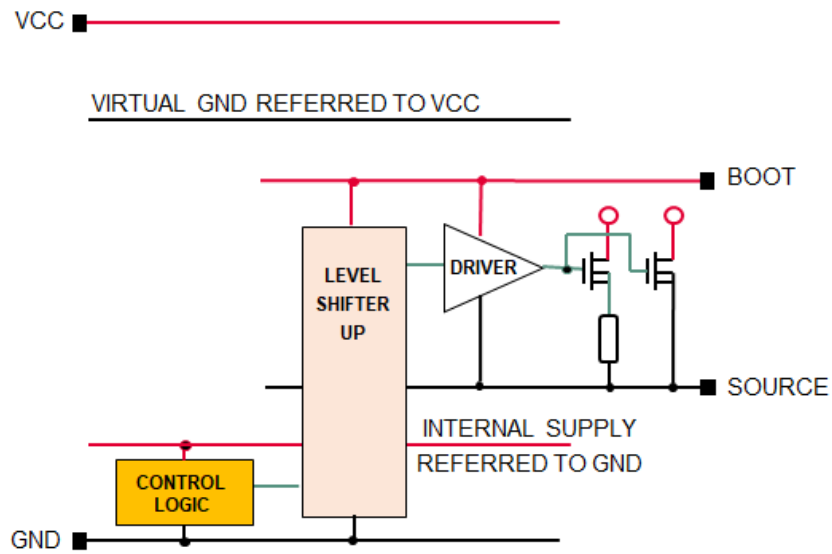 VCC
VIRTUAL GND REFERRED TO VCC
BOOT
DRIVER
LEVEL
SHIFTER
UP
SOURCE
INTERNAL SUPPLY
REFERRED TO GND
CONTROL
LOGIC
GND